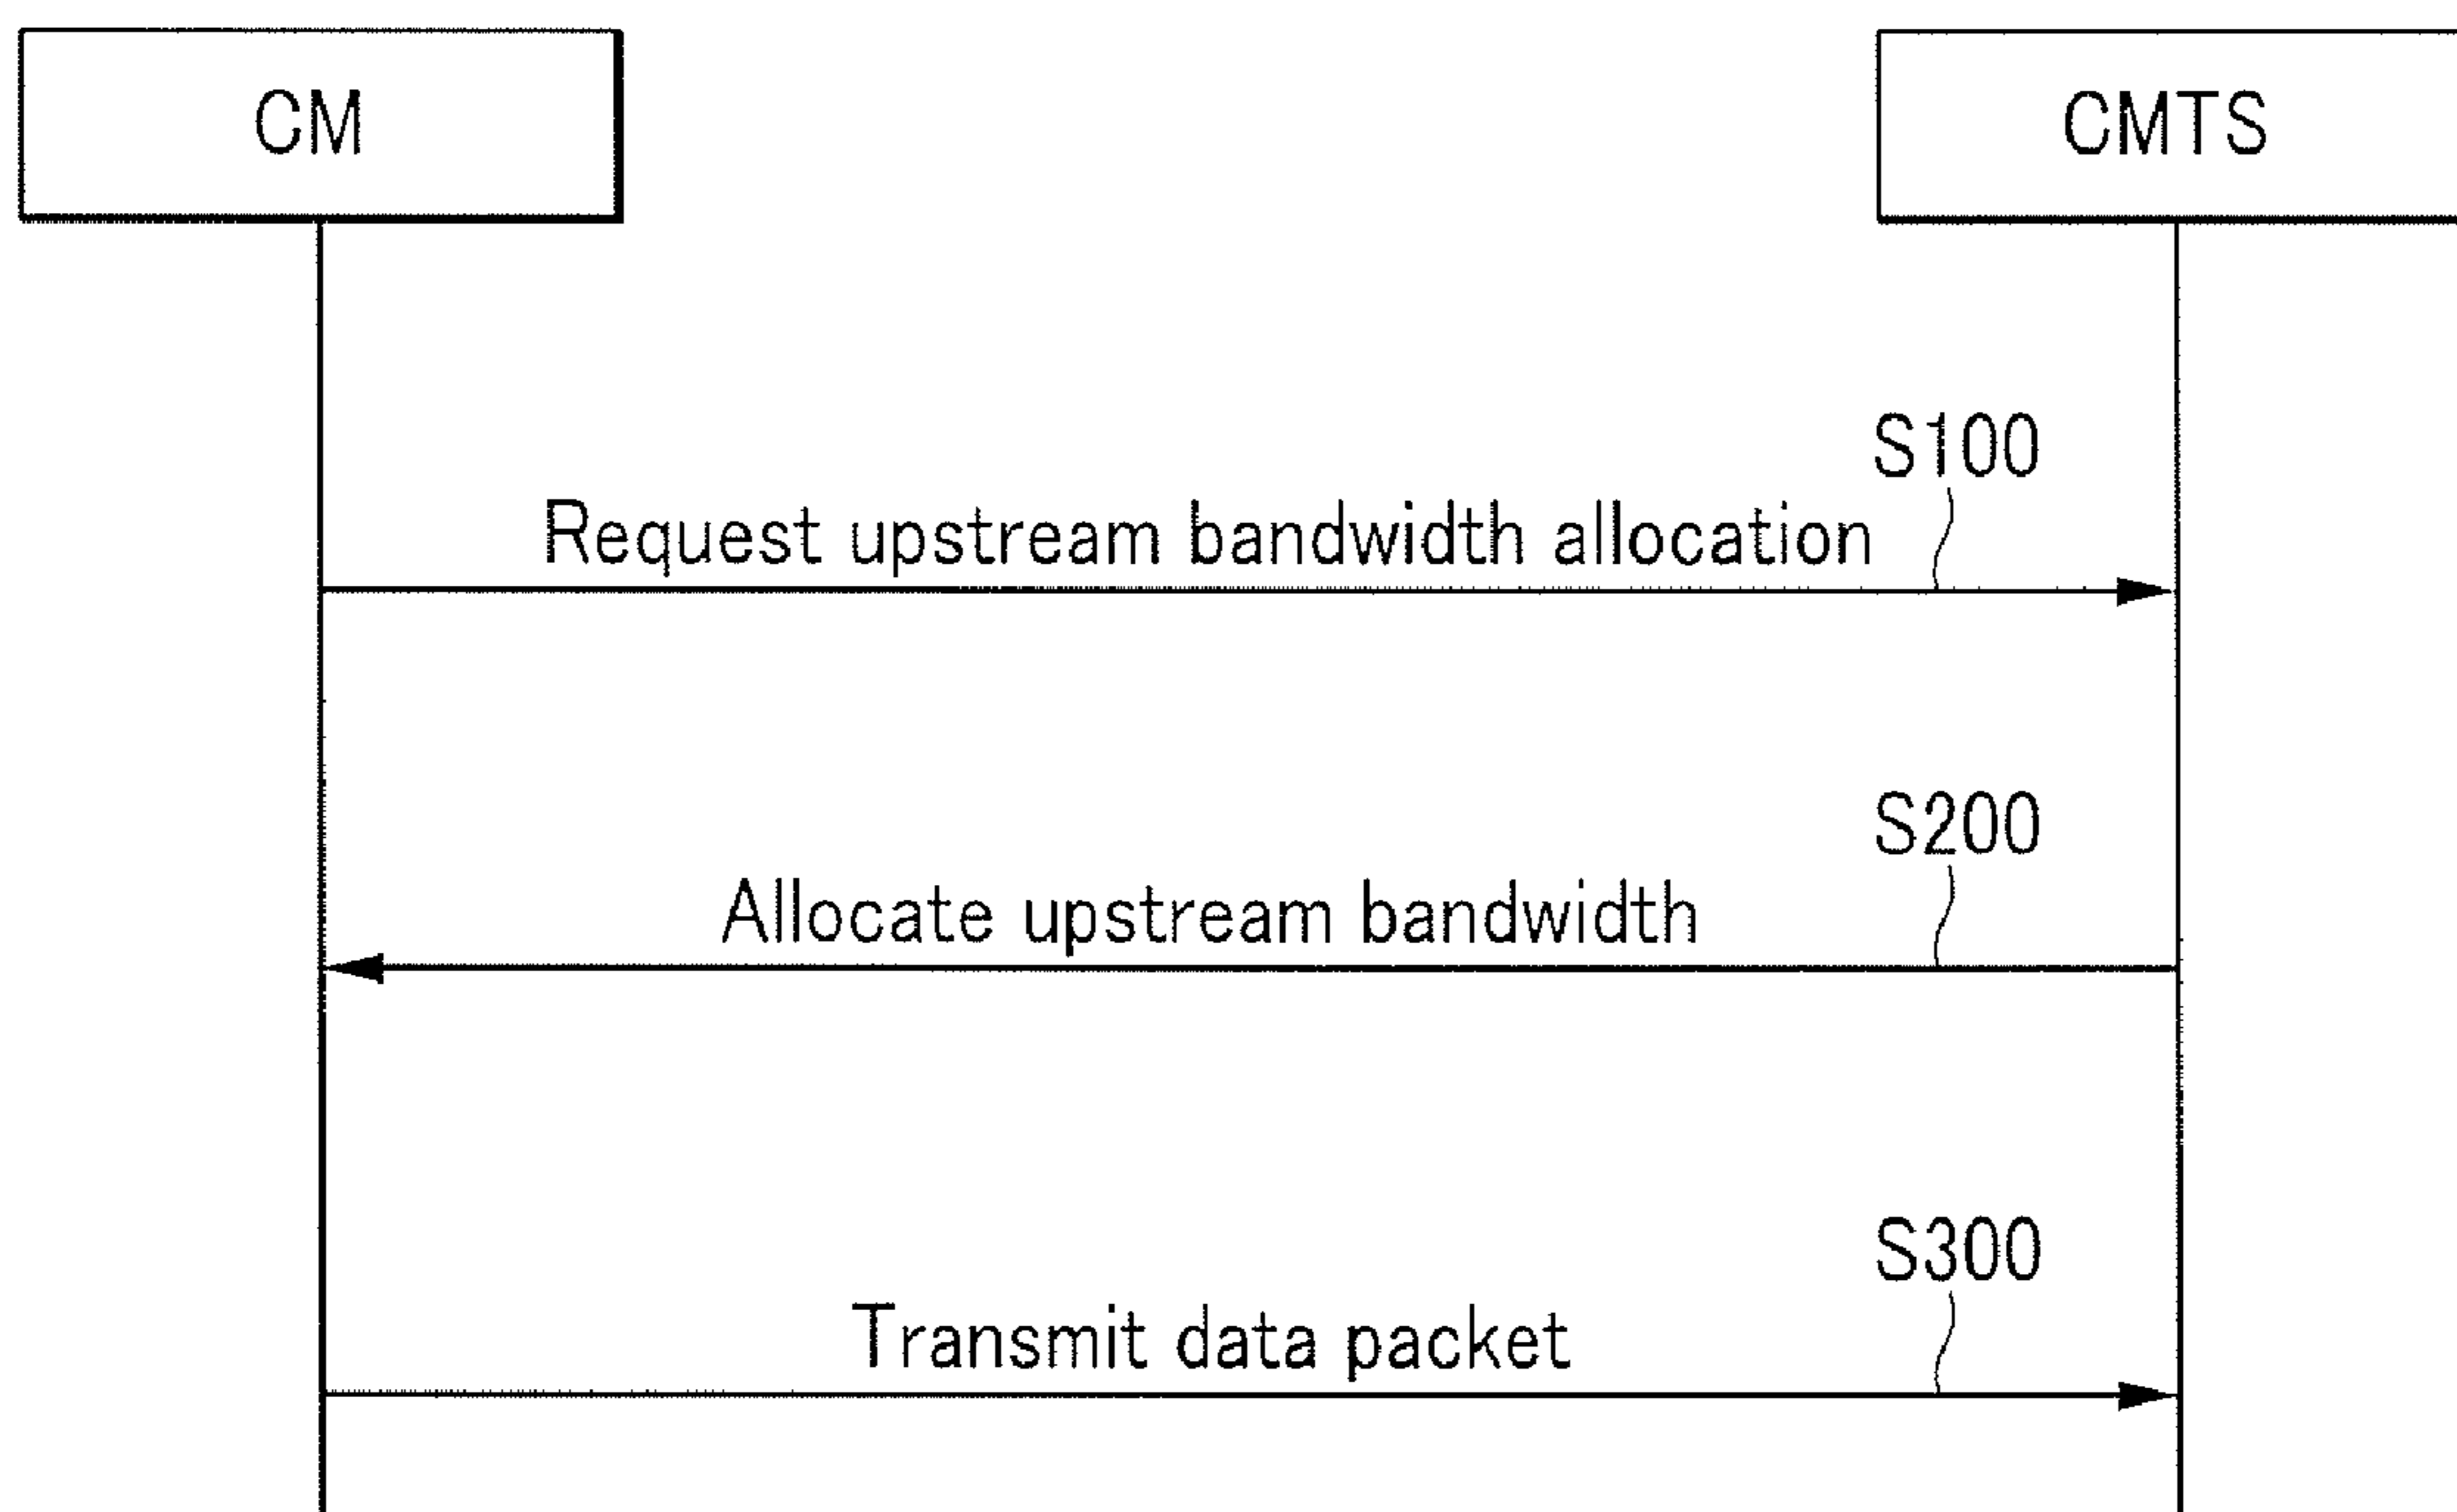 CM
CMTS
S100
Request upstream bandwidth allocation
S200
Allocate upstream bandwidth
S300
Transmit data packet